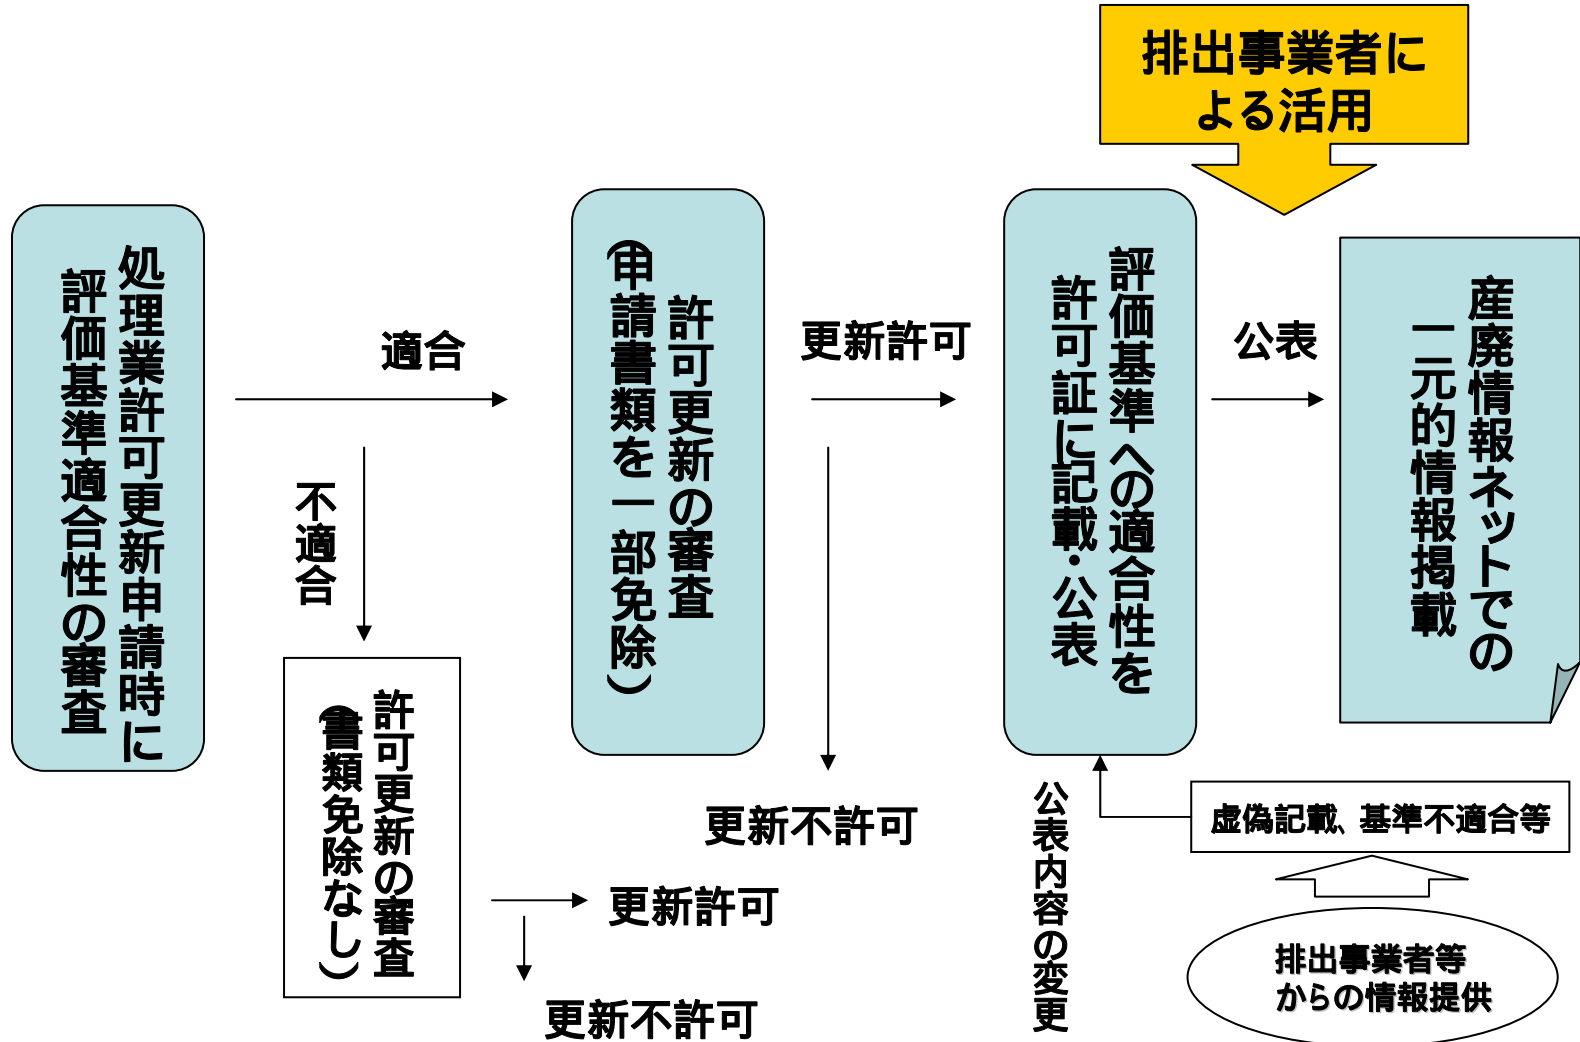 排出事業者に
よる活用
処理業許可更新申請時に
評価基準適合性の審査
適合
不適合
許可更新の審査
(申請書類を一部免除)
更新許可
更新不許可
評価基準への適合性を
許可証に記載・公表
公表
産廃情報ネットでの
一元的情報掲載
許可更新の審査
(書類免除なし)
更新許可
更新不許可
公表内容の変更
虚偽記載、基準不適合等
排出事業者等
からの情報提供